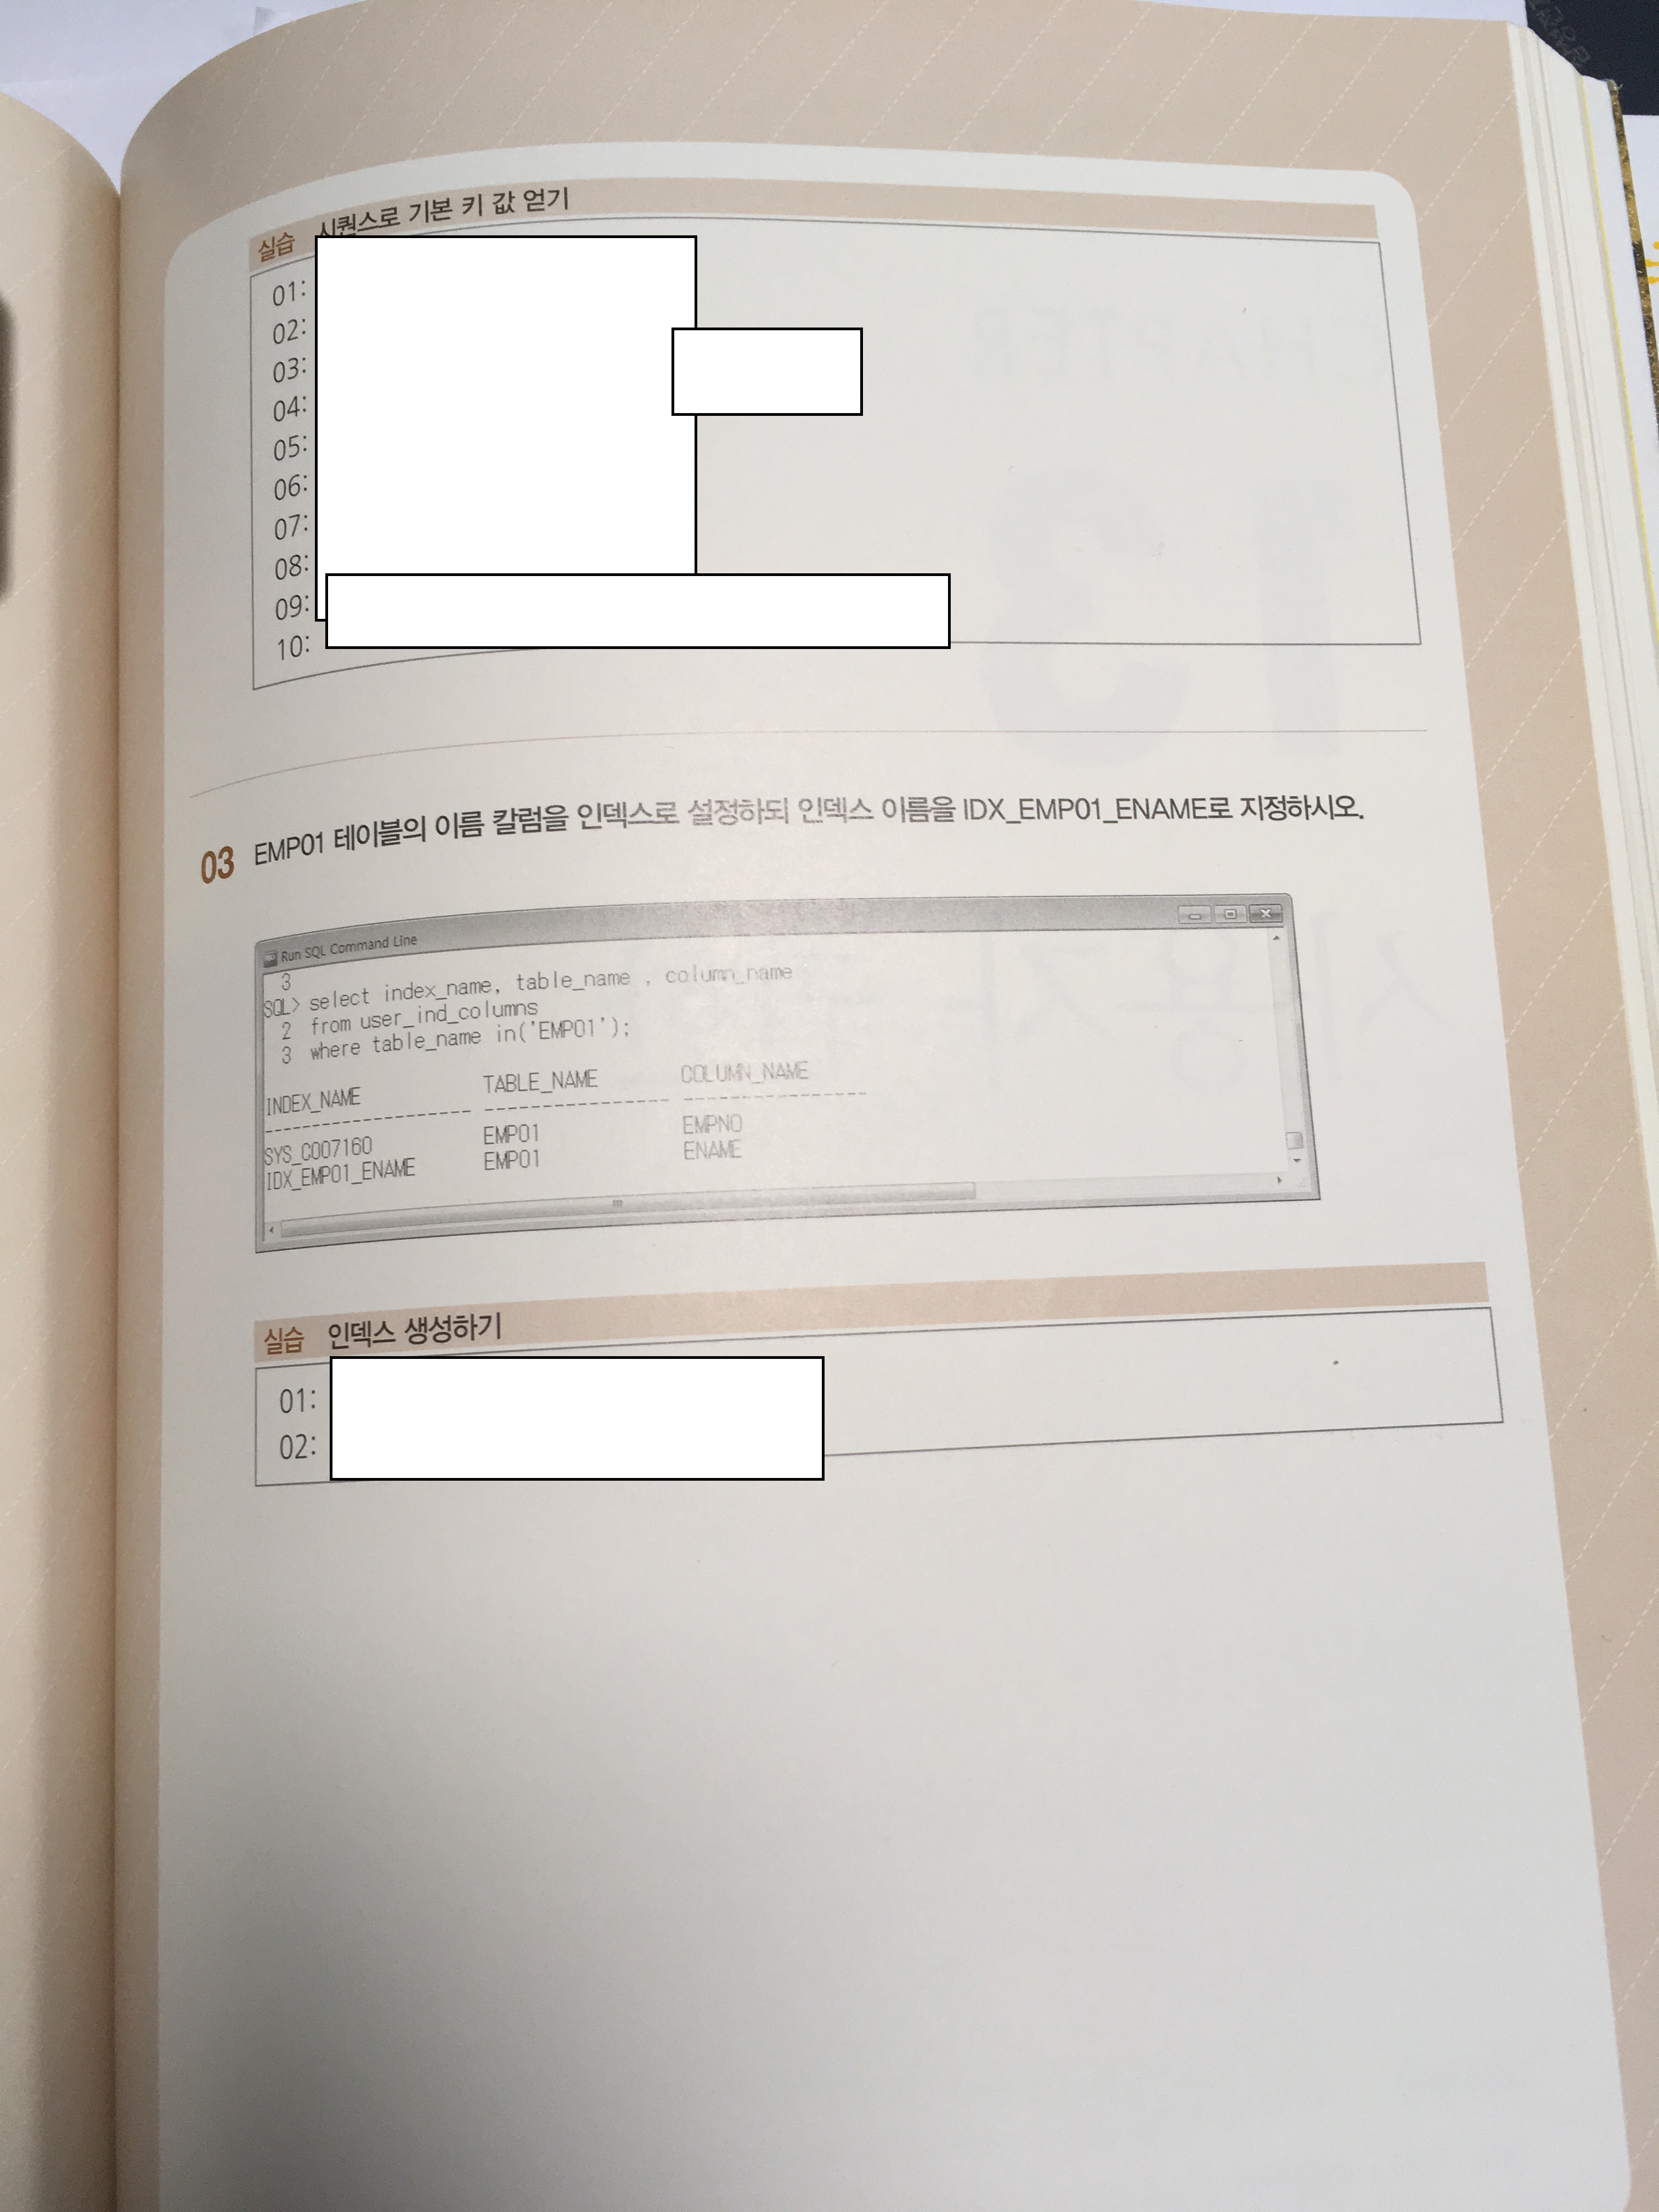 실습 시퀀스로 기본 키 값 얻기
01:
02:
03:
04:
05:
06:
07:
08:
09:
10:
03 EMP01 테이블의 이름 칼럼을 인덱스로 설정하되 인덱스 이름을 IDX_EMP01_ENAME로 지정하시오.
Run SQL Command Line
3
SQL> select index_name, table_name , column_name
2 from user_ind_columns
3 where table_name in('EMP01');
INDEX_NAME TABLE_NAME COLUMN_NAME
-------------------- ------------------ ------------------
SYS_C007160 EMP01 EMPNO
IDX_EMP01_ENAME EMP01 ENAME
실습 인덱스 생성하기
01:
02: